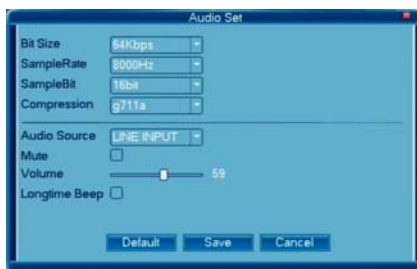 Audio Set
Bit Size 64Kbps
SampleRate 8000Hz
SampleBit 16bit
Compression g711a
Audio Source LINE INPUT
Mute
Volume 59
Longtime Beep
Default Save Cancel